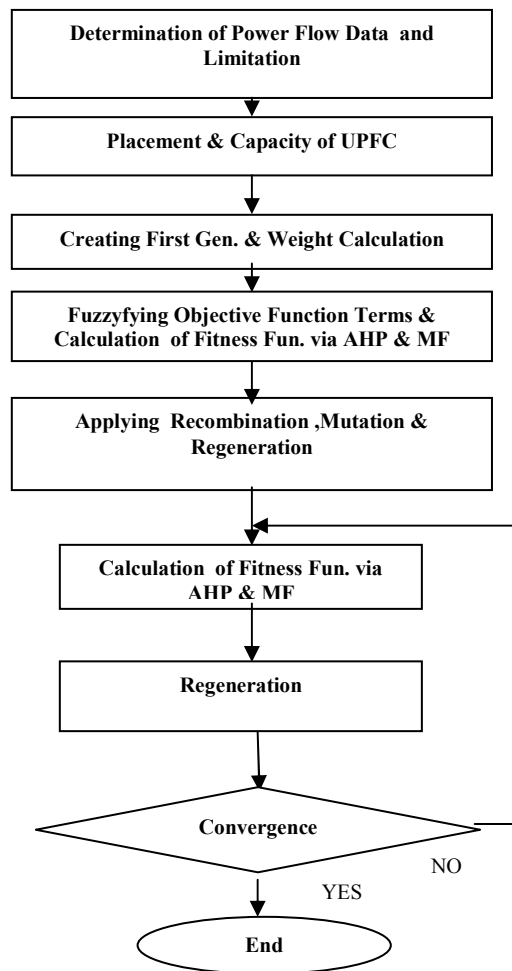 Determination of Power Flow Data and
Limitation
Placement & Capacity of UPFC
Creating First Gen. & Weight Calculation
Fuzzyfying Objective Function Terms &
Calculation of Fitness Fun. via AHP & MF
Applying Recombination ,Mutation &
Regeneration
Calculation of Fitness Fun. via
AHP & MF
Regeneration
Convergence
NO
YES
End